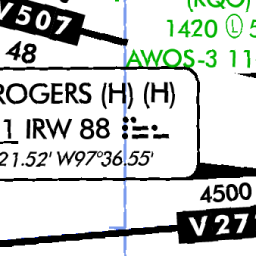 V507
(RQO)
1420 Ⓛ 5
48
AWOS-3 11
ROGERS (H) (H)
1 IRW 88
21.52' W97°36.55'
4500
V27